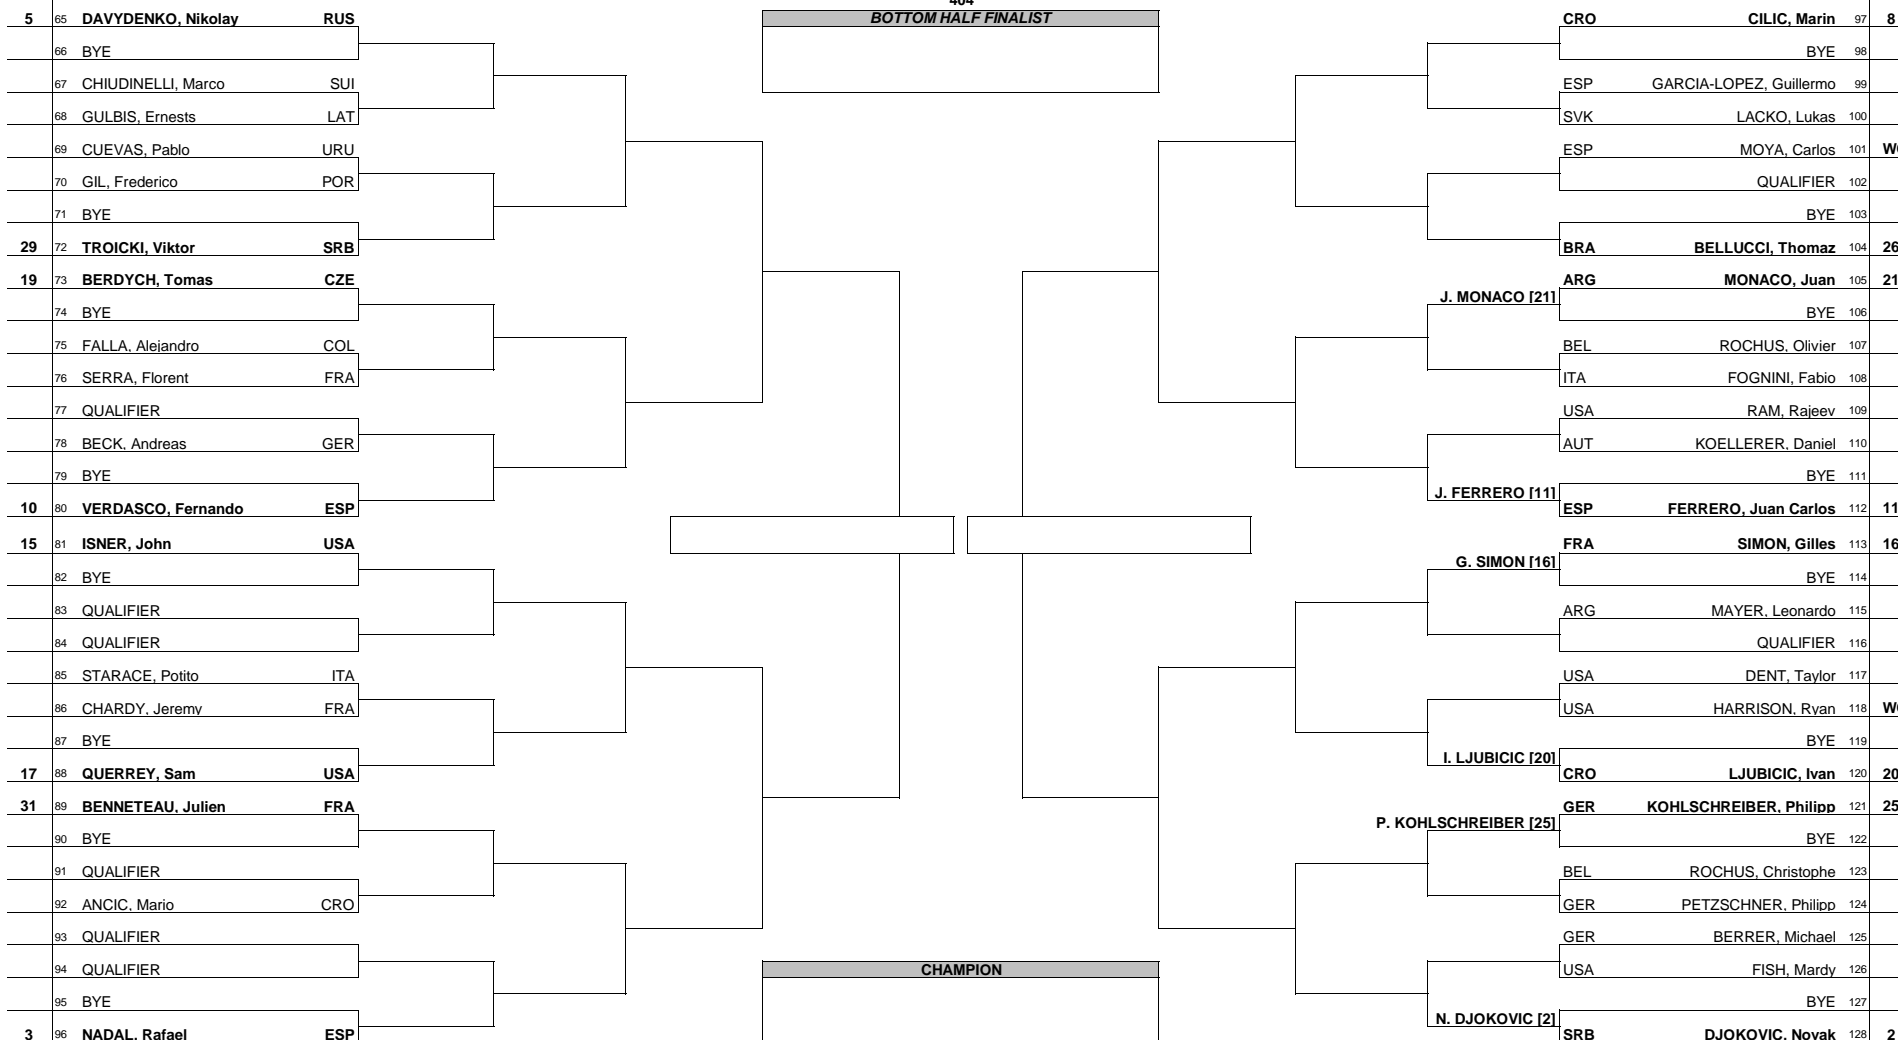 5 65 DAVYDENKO, Nikolay RUS
66 BYE
67 CHIUDINELLI, Marco SUI
68 GULBIS, Ernests LAT
69 CUEVAS, Pablo URU
70 GIL, Frederico POR
71 BYE
29 72 TROICKI, Viktor SRB
19 73 BERDYCH, Tomas CZE
74 BYE
75 FALLA, Alejandro COL
76 SERRA, Florent FRA
77 QUALIFIER
78 BECK, Andreas GER
79 BYE
10 80 VERDASCO, Fernando ESP
15 81 ISNER, John USA
82 BYE
83 QUALIFIER
84 QUALIFIER
85 STARACE, Potito ITA
86 CHARDY, Jeremy FRA
87 BYE
17 88 QUERREY, Sam USA
31 89 BENNETEAU, Julien FRA
90 BYE
91 QUALIFIER
92 ANCIC, Mario CRO
93 QUALIFIER
94 QUALIFIER
95 BYE
3 96 NADAL, Rafael ESP
BOTTOM HALF FINALIST
CHAMPION
CRO CILIC, Marin 97 8
BYE 98
ESP GARCIA-LOPEZ, Guillermo 99
SVK LACKO, Lukas 100
ESP MOYA, Carlos 101
QUALIFIER 102
BYE 103
BRA BELLUCCI, Thomaz 104 26
ARG MONACO, Juan 105 21
J. MONACO [21]
BYE 106
BEL ROCHUS, Olivier 107
ITA FOGNINI, Fabio 108
USA RAM, Rajeev 109
AUT KOELLERER, Daniel 110
BYE 111
J. FERRERO [11]
ESP FERRERO, Juan Carlos 112 11
FRA SIMON, Gilles 113 16
G. SIMON [16]
BYE 114
ARG MAYER, Leonardo 115
QUALIFIER 116
USA DENT, Taylor 117
USA HARRISON, Ryan 118
BYE 119
I. LJUBICIC [20]
CRO LJUBICIC, Ivan 120 20
GER KOHLSCHREIBER, Philipp 121 25
P. KOHLSCHREIBER [25]
BYE 122
BEL ROCHUS, Christophe 123
GER PETZSCHNER, Philipp 124
GER BERRER, Michael 125
USA FISH, Mardy 126
BYE 127
N. DJOKOVIC [2]
SRB DJOKOVIC, Novak 128 2